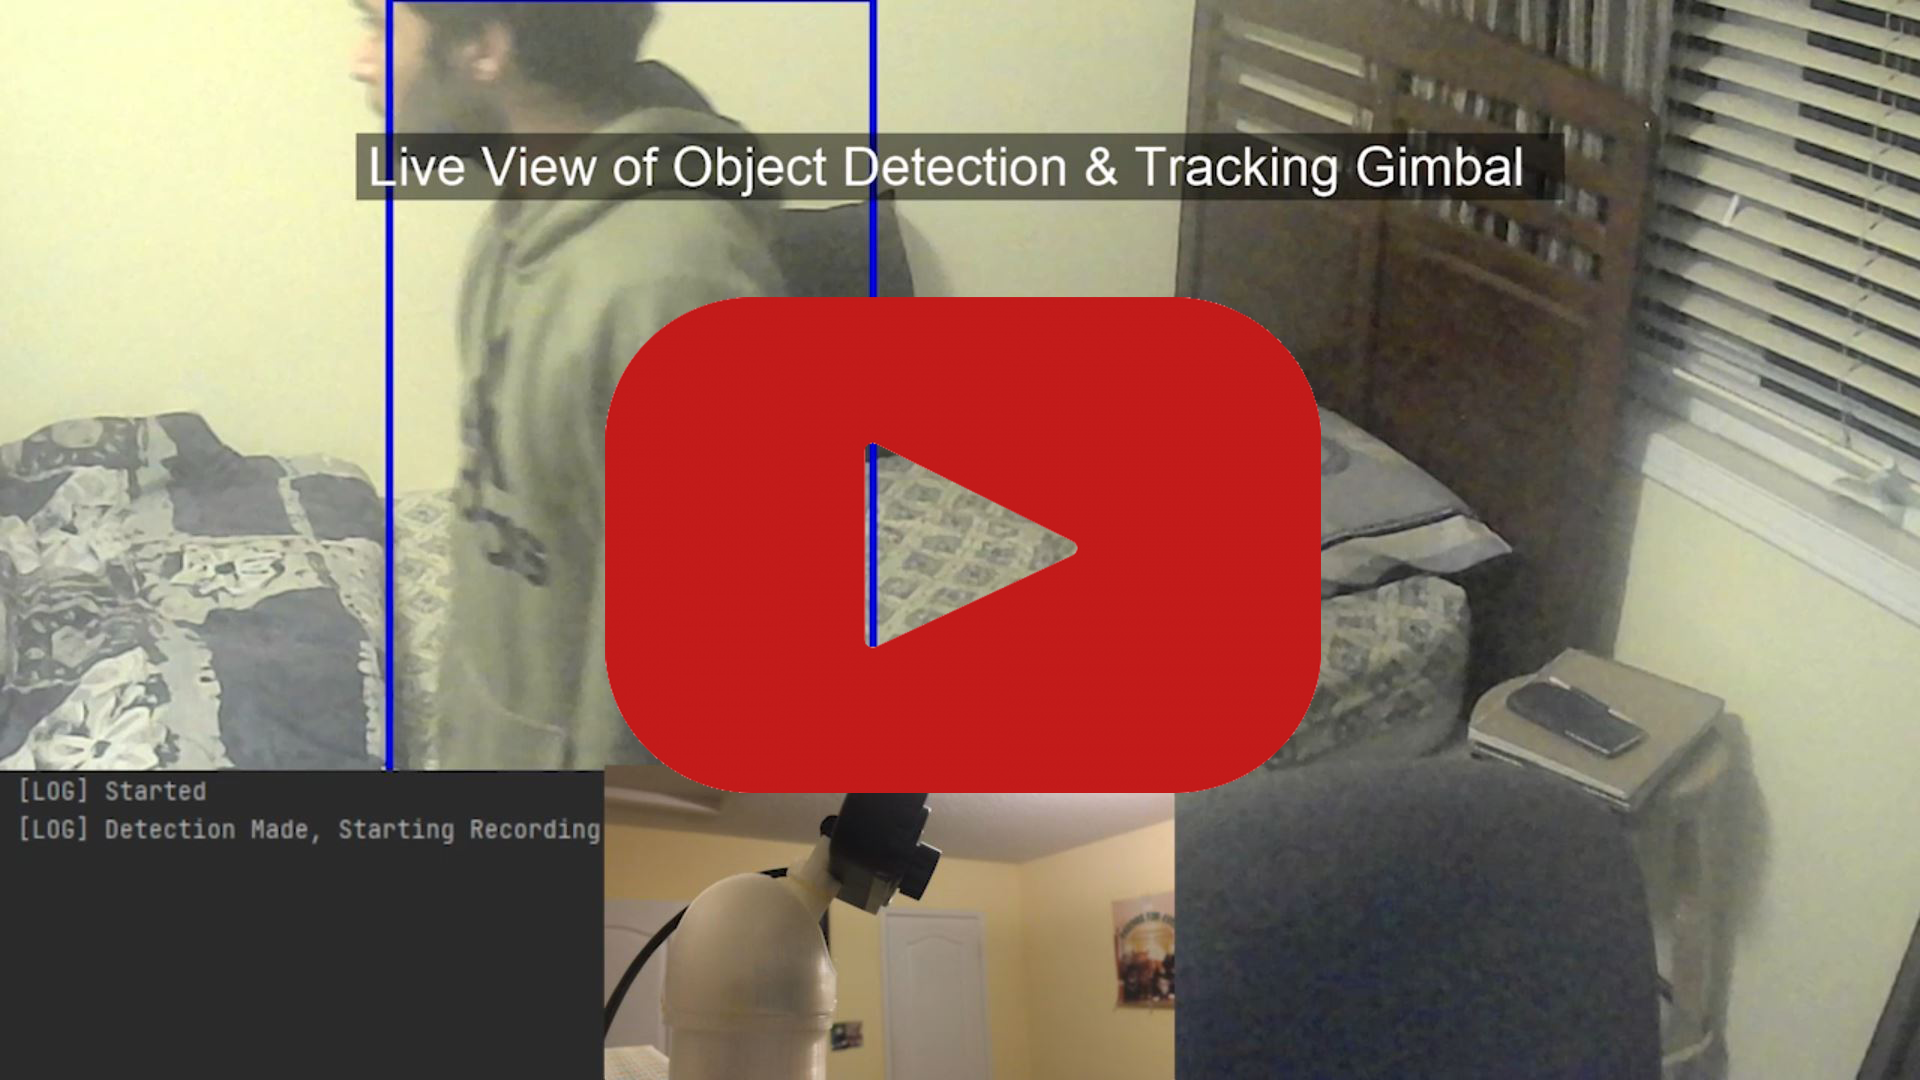 Live View of Object Detection & Tracking Gimbal
[LOG] Started
[LOG] Detection Made, Starting Recording